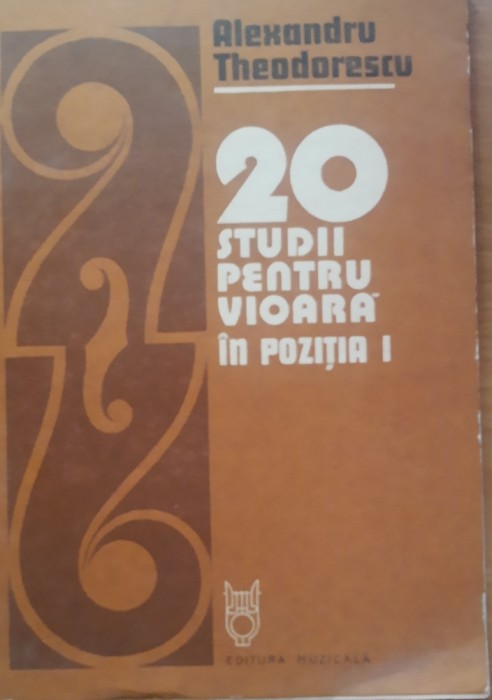 Alexandru
Theodorescu
20
STUDII
PENTRU
VIOARĂ
ÎN POZIȚIA I
EDITURA MUZICALĂ